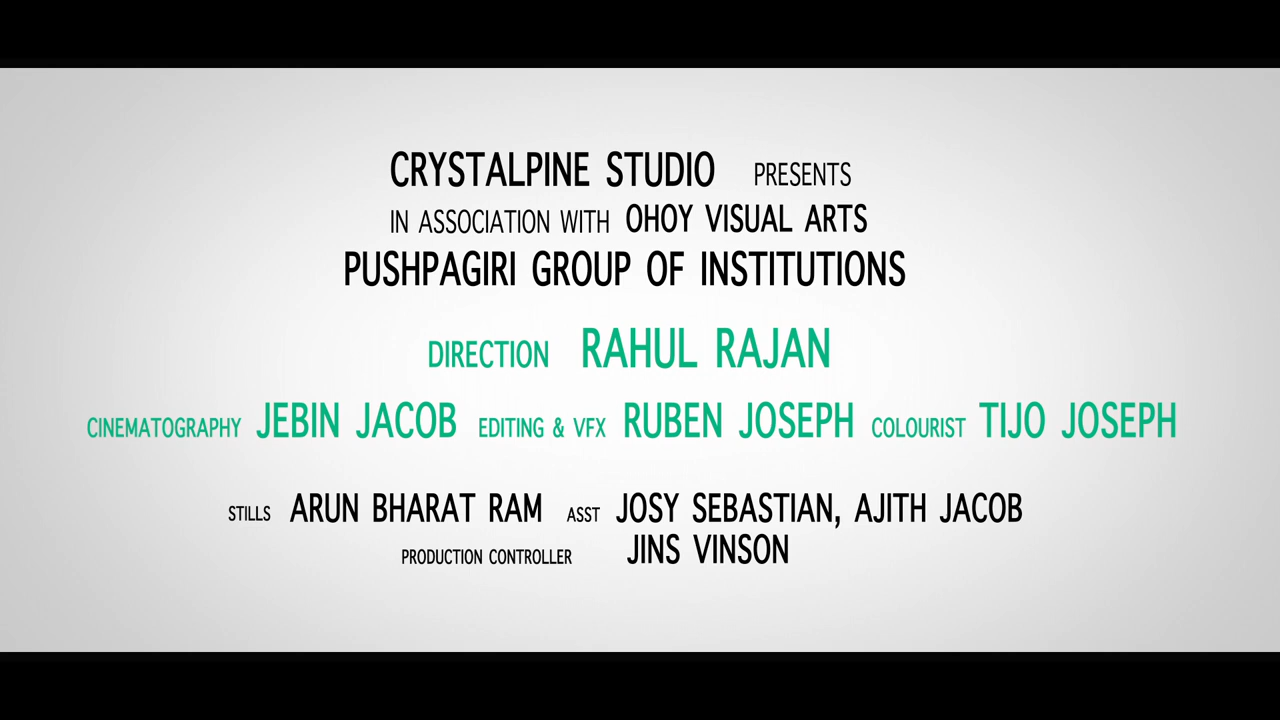 CRYSTALPINE STUDIO PRESENTS
IN ASSOCIATION WITH OHOY VISUAL ARTS
PUSHPAGIRI GROUP OF INSTITUTIONS
DIRECTION RAHUL RAJAN
CINEMATOGRAPHY JEBIN JACOB EDITING & VFX RUBEN JOSEPH COLOURIST TIJO JOSEPH
STILLS ARUN BHARAT RAM ASST JOSY SEBASTIAN, AJITH JACOB
PRODUCTION CONTROLLER JINS VINSON